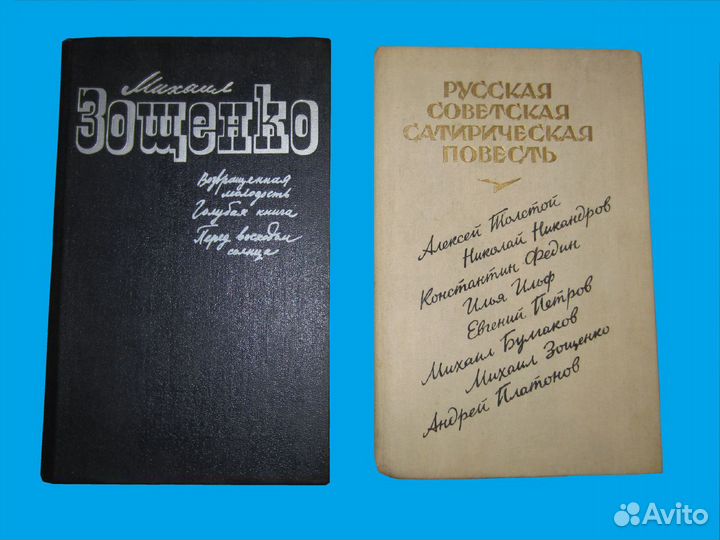 Михаил
Зощенко
Возвращенная
молодость
Голубая книга
Перед восходом
солнца
РУССКАЯ
СОВЕТСКАЯ
САТИРИЧЕСКАЯ
ПОВЕСТЬ
Алексей Толстой
Николай Никандров
Константин Федин
Илья Ильф
Евгений Петров
Михаил Булгаков
Михаил Зощенко
Андрей Платонов
Avito